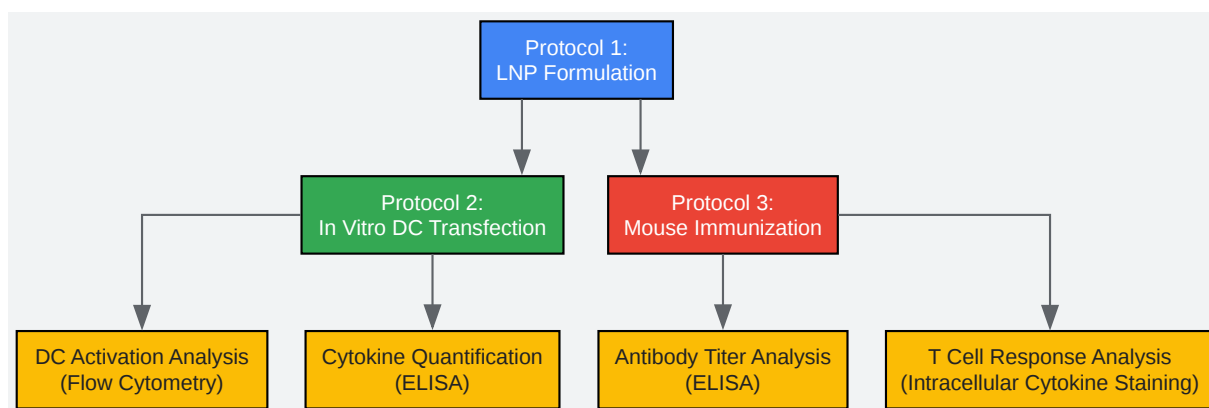 Protocol 1:
LNP Formulation
Protocol 2:
In Vitro DC Transfection
Protocol 3:
Mouse Immunization
DC Activation Analysis
(Flow Cytometry)
Cytokine Quantification
(ELISA)
Antibody Titer Analysis
(ELISA)
T Cell Response Analysis
(Intracellular Cytokine Staining)